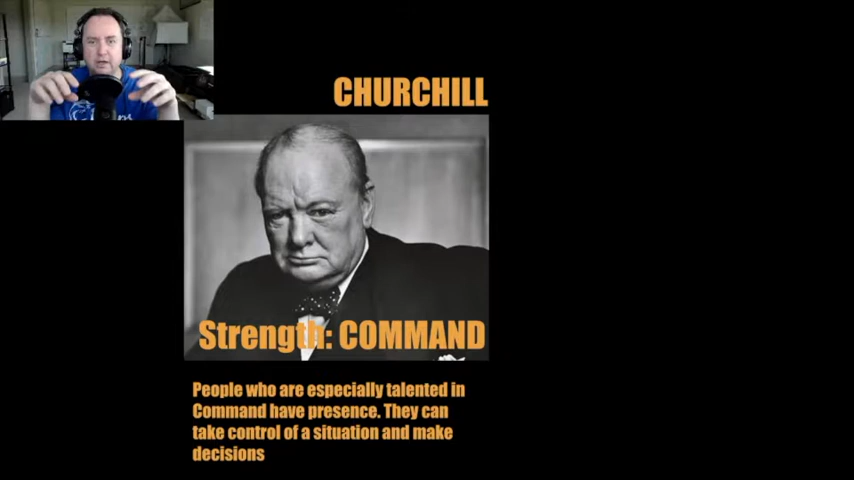 CHURCHILL
Strength: COMMAND
People who are especially talented in
Command have presence. They can
take control of a situation and make
decisions